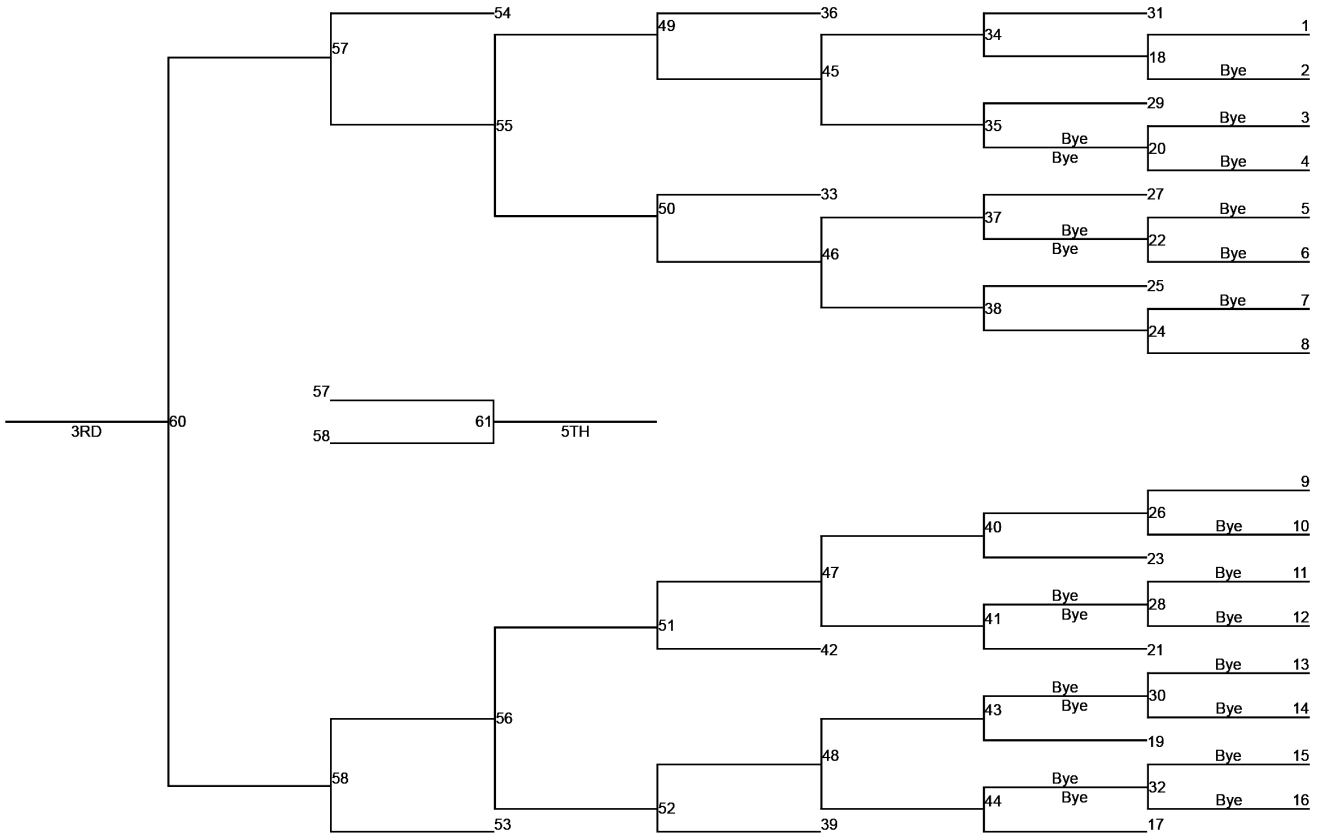 54 36 31
49 1
57 34
18
45 Bye 2
29
Bye 3
55 35
Bye 20
Bye Bye 4
33 27
50 37 Bye 5
Bye 22
Bye
46 Bye 6
25
38 Bye 7
24
8
57
60 61
3RD 58 5TH
9
26
40 Bye 10
23
47 Bye 11
Bye 28
51 41 Bye Bye 12
42 21
Bye 13
Bye 30
56 43 Bye Bye 14
19
48 Bye 15
58 Bye 32
52 44 Bye Bye 16
53 39 17